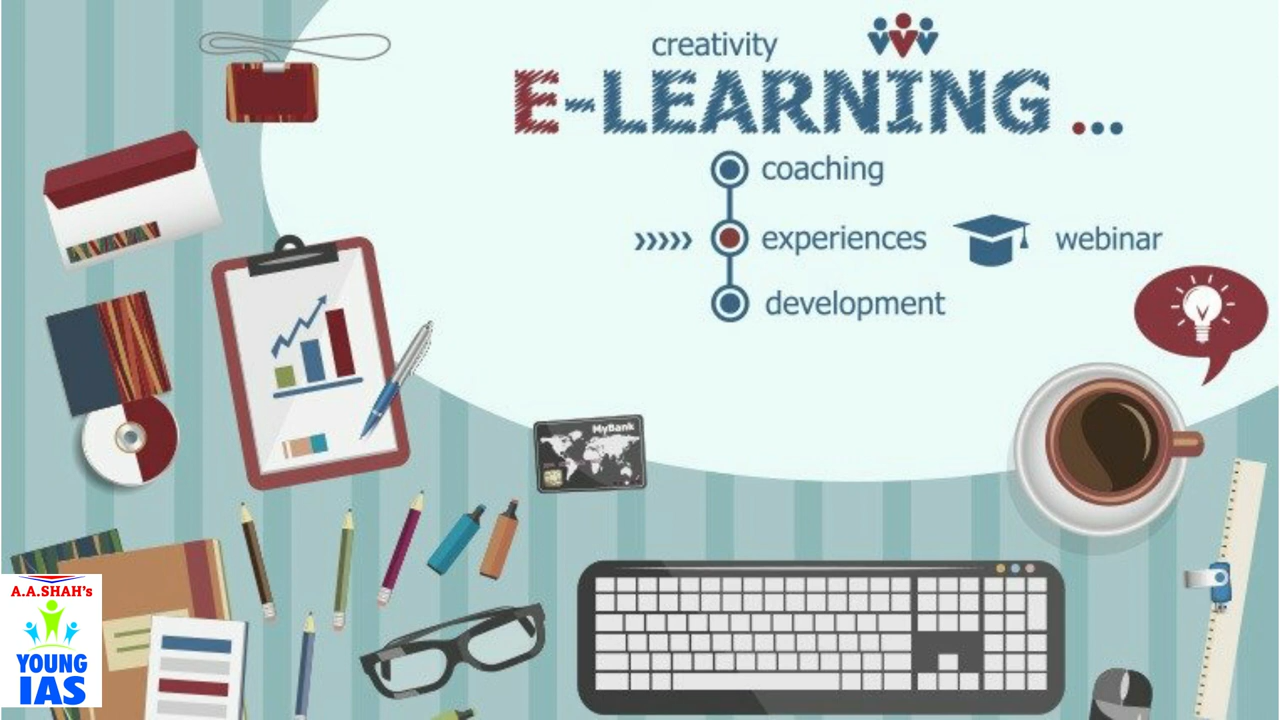 creativity
E-LEARNING...
coaching
experiences
webinar
development
MyBank
A.A.SHAH's
YOUNG
IAS